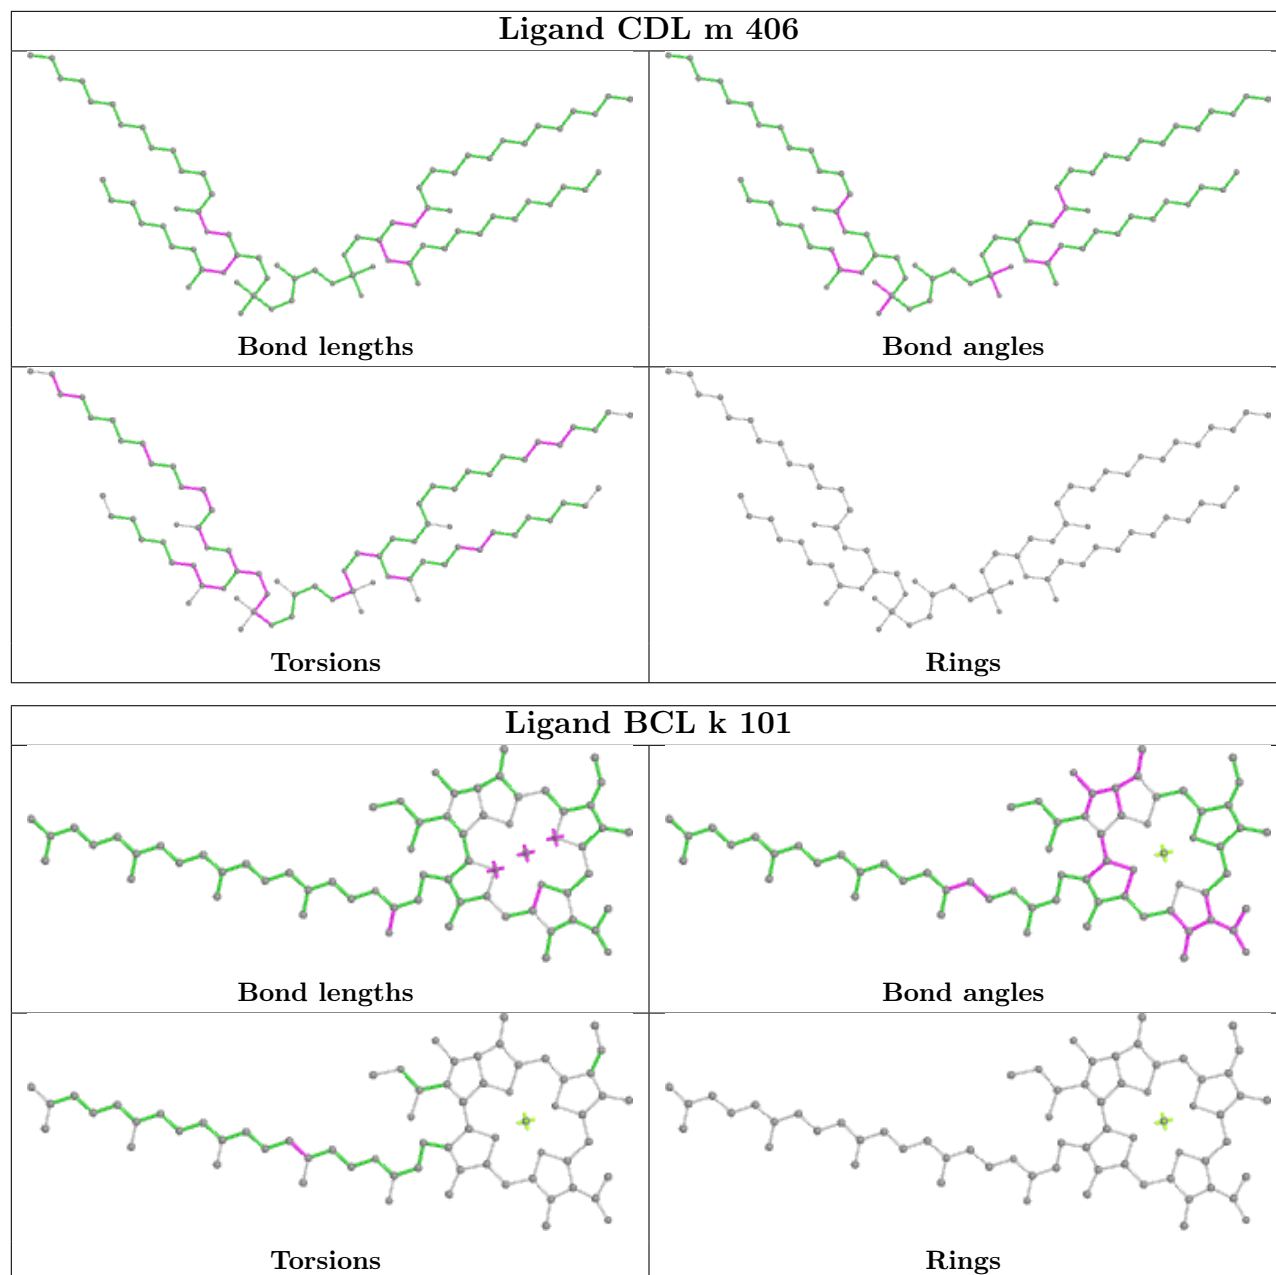 Ligand CDL m 406
Bond lengths
Bond angles
Torsions
Rings
Ligand BCL k 101
Bond lengths
Bond angles
Torsions
Rings